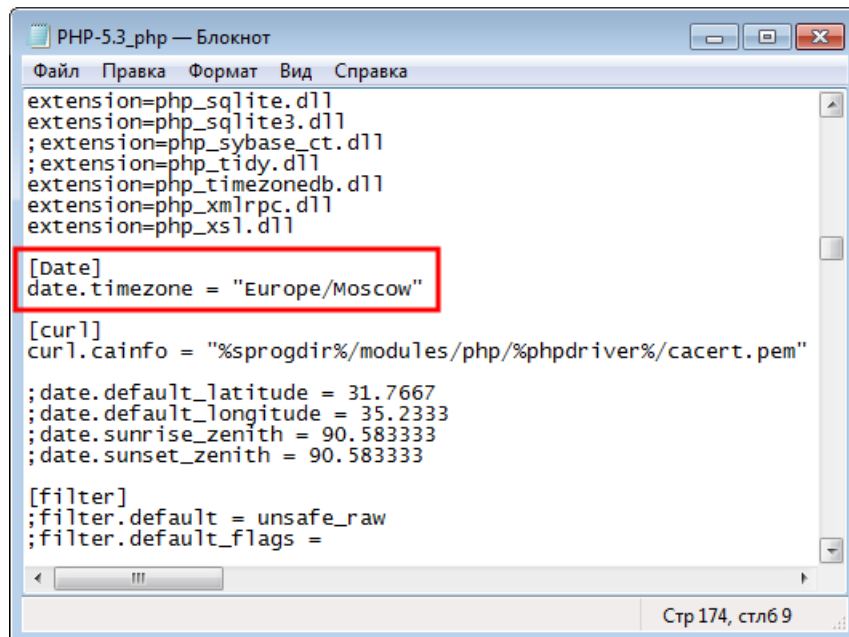 PHP-5.3_php — Блокнот
Файл Правка Формат Вид Справка
extension=php_sqlite.dll
extension=php_sqlite3.dll
;extension=php_sybase_ct.dll
;extension=php_tidy.dll
extension=php_timezonedb.dll
extension=php_xmlrpc.dll
extension=php_xsl.dll
[Date]
date.timezone = "Europe/Moscow"
[curl]
curl.cainfo = "%sprogdir%/modules/php/%phpdriver%/cacert.pem"
;date.default_latitude = 31.7667
;date.default_longitude = 35.2333
;date.sunrise_zenith = 90.583333
;date.sunset_zenith = 90.583333
[filter]
;filter.default = unsafe_raw
;filter.default_flags =
Стр 174, стлб 9